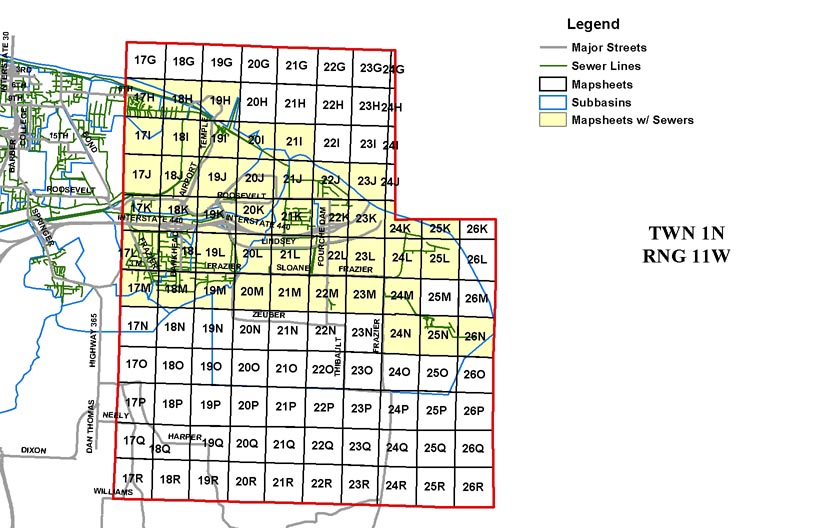 Legend
Major Streets
Sewer Lines
Mapsheets
Subbasins
Mapsheets w/ Sewers
TWN 1N
RNG 11W
INTERSTATE 30
3RD
6TH
9TH
9TH
15TH
BARBER
COLLEGE
BOND
ROOSEVELT
SPRINGER
HIGHWAY 365
DAN THOMAS
NEELY
DIXON
WILLIAMS
HARPER
17G 18G 19G 20G 21G 22G 23G 24G
17H 18H 19H 20H 21H 22H 23H 24H
TEMPLE
17I 18I 19I 20I 21I 22I 23I 24I
17J 18J 19J 20J 21J 22J 23J 24J
AIRPORT
ROOSEVELT
17K 18K 19K 20K 21K 22K 23K 24K 25K 26K
INTERSTATE 440
INTERSTATE 440
LINDSEY
FOURCHE DAM
FRAZIER
BANKHEAD
17L 18L 19L 20L 21L 22L 23L 24L 25L 26L
FRAZIER
SLOANE
FRAZIER
17M 18M 19M 20M 21M 22M 23M 24M 25M 26M
ZEUBER
17N 18N 19N 20N 21N 22N 23N 24N 25N 26N
THIBAULT
FRAZIER
17O 18O 19O 20O 21O 22O 23O 24O 25O 26O
17P 18P 19P 20P 21P 22P 23P 24P 25P 26P
17Q 18Q 19Q 20Q 21Q 22Q 23Q 24Q 25Q 26Q
17R 18R 19R 20R 21R 22R 23R 24R 25R 26R